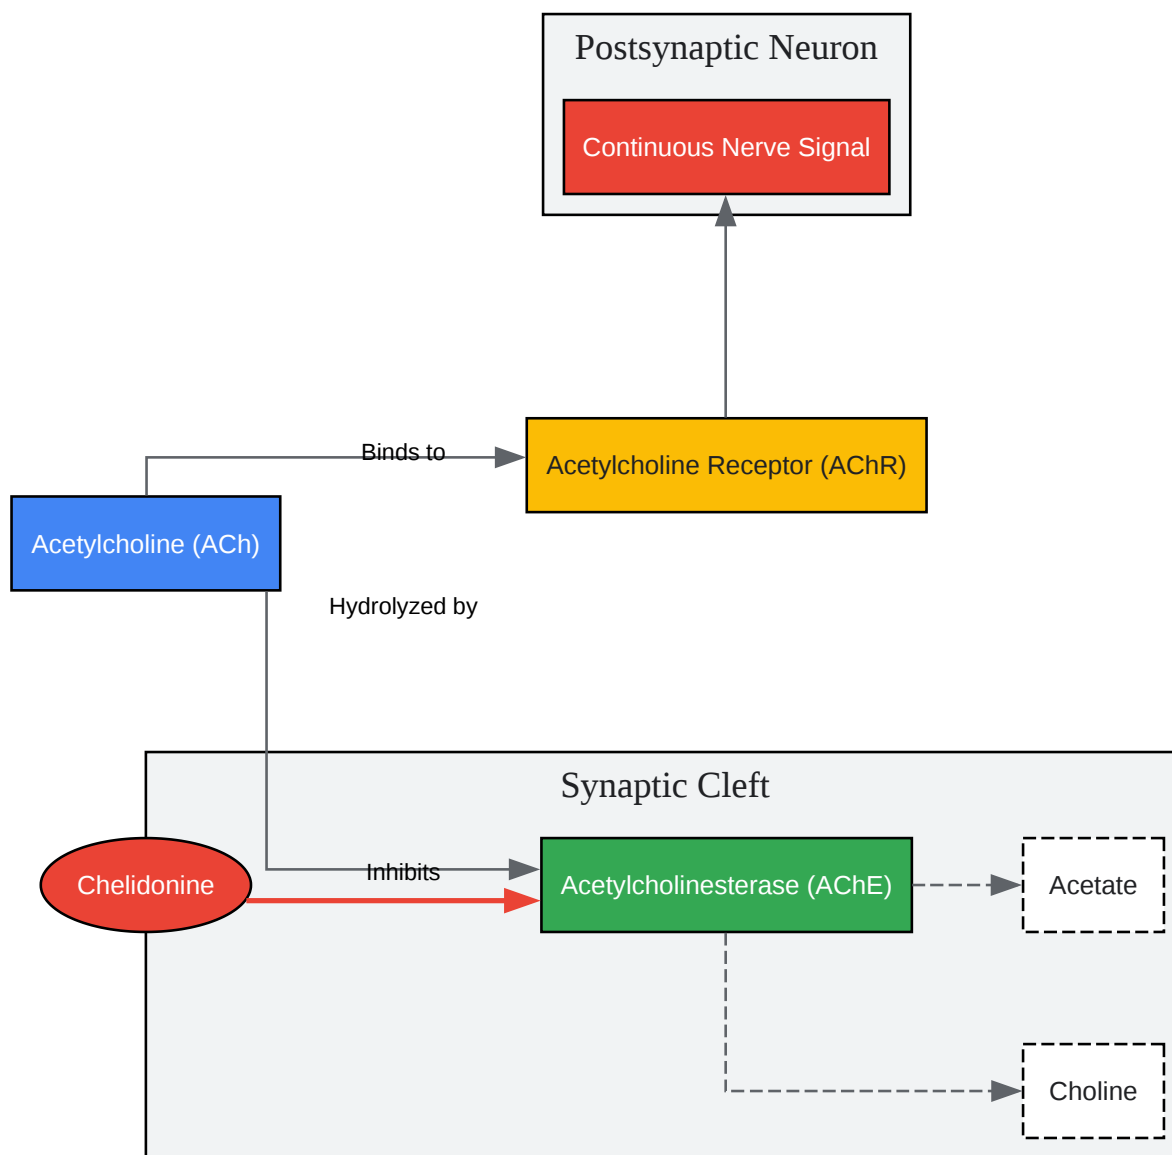 Postsynaptic Neuron
Continuous Nerve Signal
Binds to
Acetylcholine Receptor (AChR)
Acetylcholine (ACh)
Hydrolyzed by
Synaptic Cleft
Chelidonine
Inhibits
Acetylcholinesterase (AChE)
Acetate
Choline